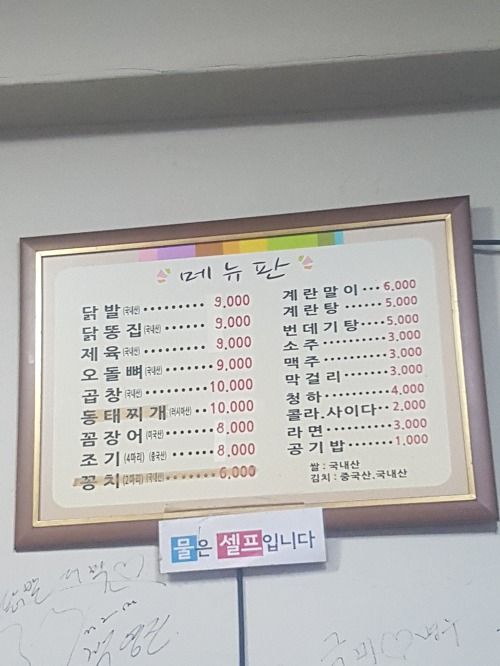 메뉴판
닭발(국내산)·········9,000
닭똥집(국내산)······9,000
제육(국내산)·········9,000
오돌뼈(국내산)······9,000
곱창(국내산)·········10,000
동태찌개(러시아산)··10,000
꼼장어(미국산)······8,000
조기(4마리)(중국산)···8,000
꽁치(2마리)(국내산)········6,000
계란말이···6,000
계란탕·····5,000
번데기탕····5,000
소주········3,000
맥주········3,000
막걸리·····3,000
청하········4,000
콜라.사이다··2,000
라면········3,000
공기밥·····1,000
쌀:국내산
김치:중국산.국내산
물은 셀프입니다